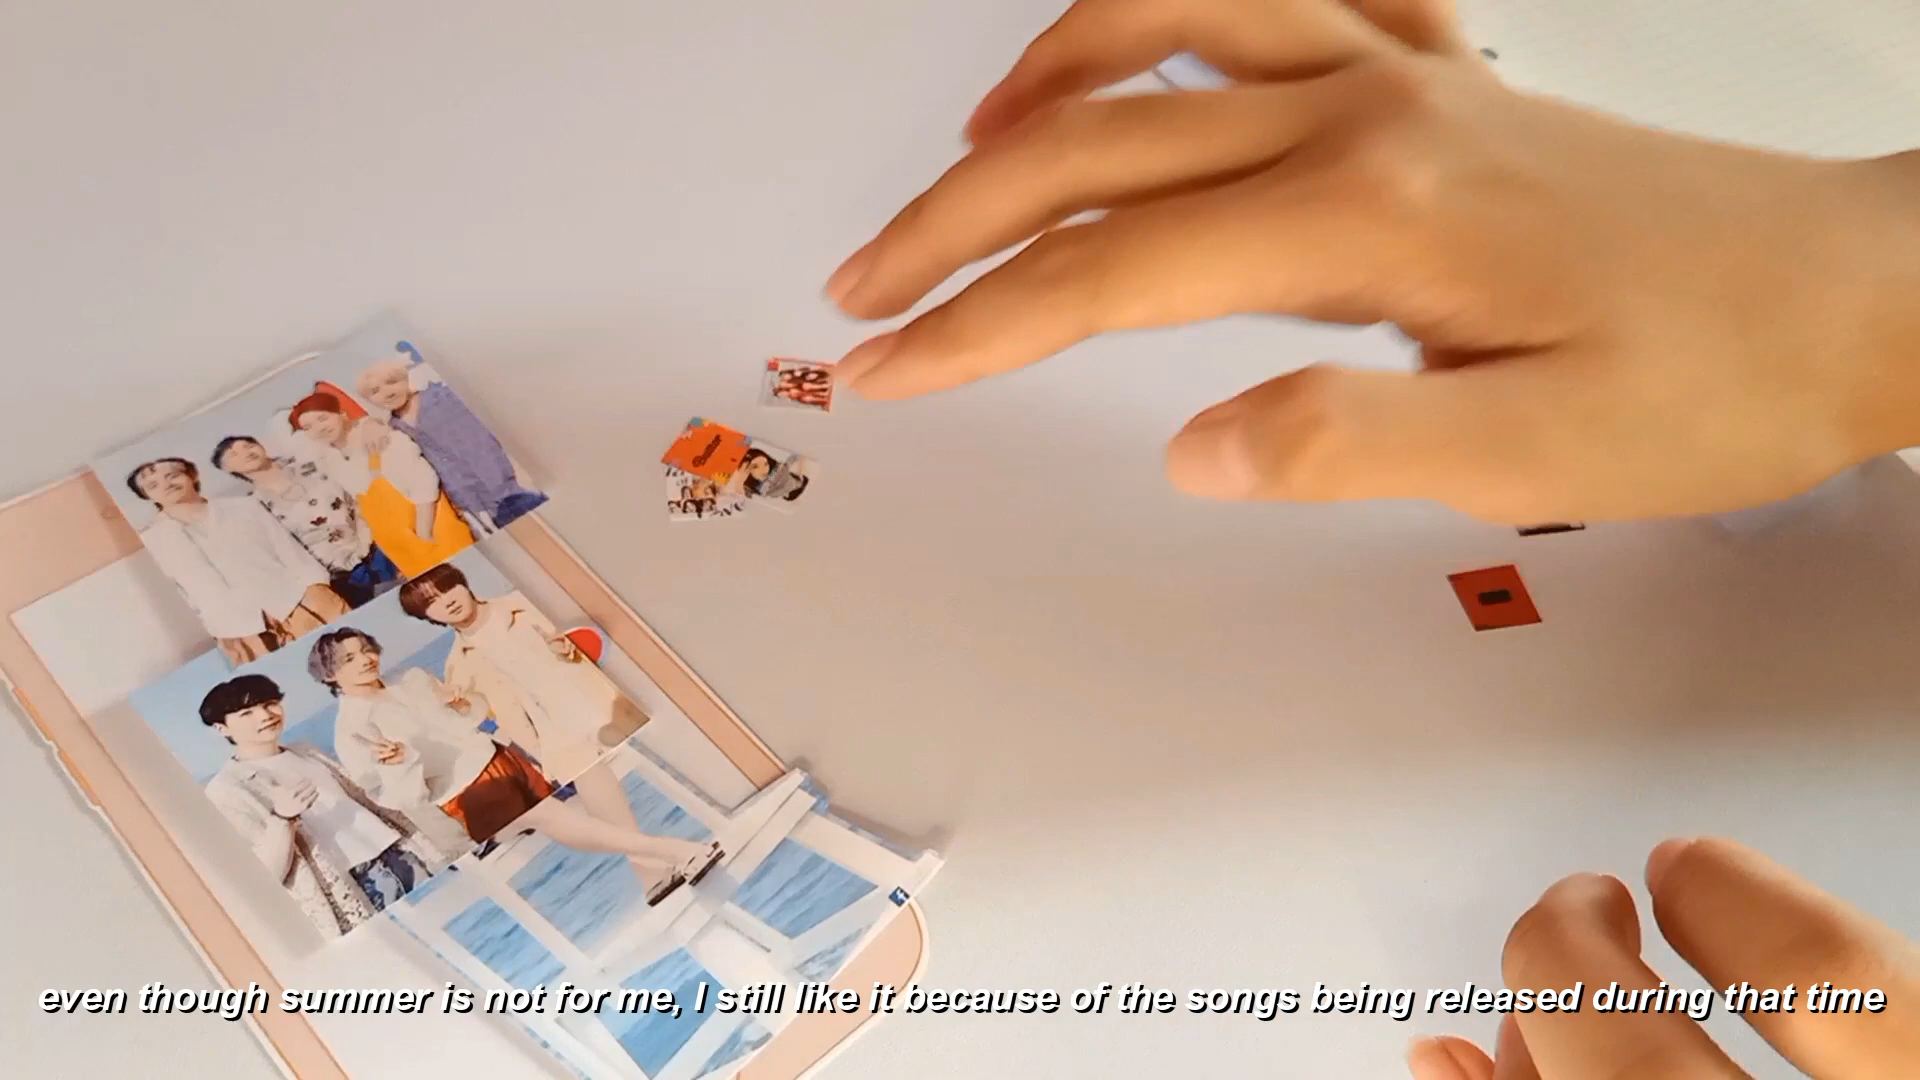 Butter
even though summer is not for me, I still like it because of the songs being released during that time